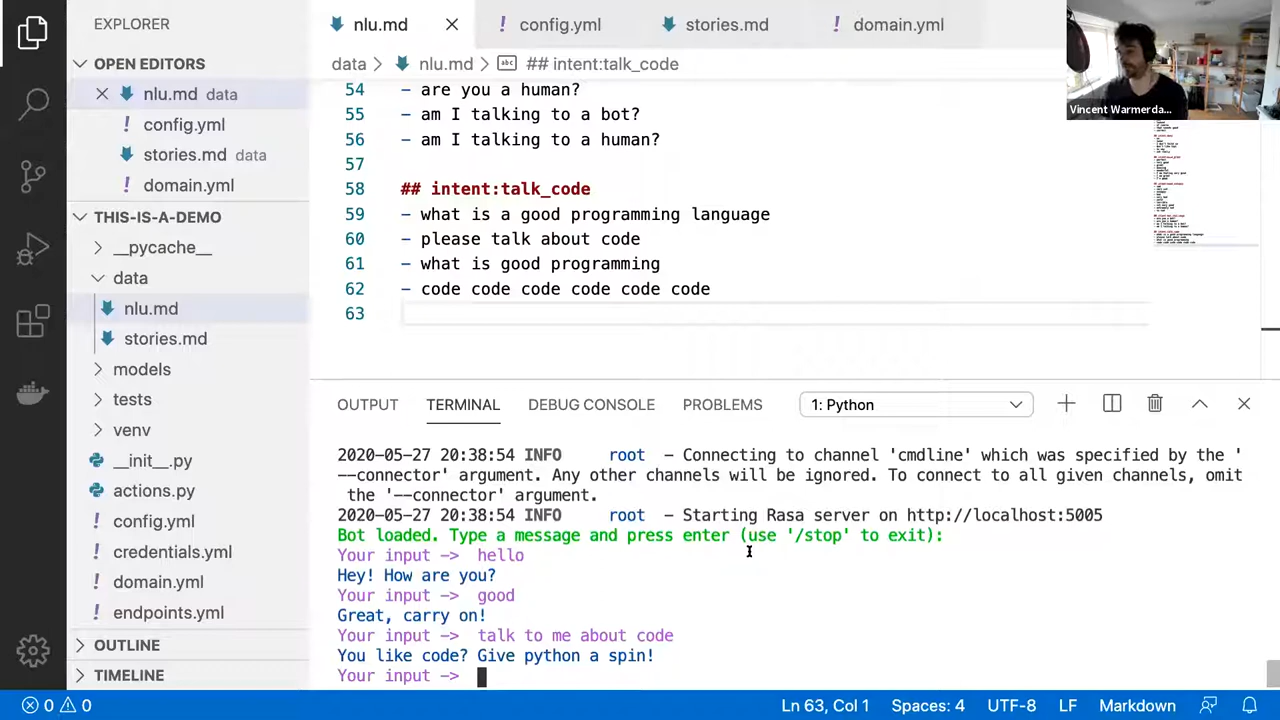 EXPLORER
OPEN EDITORS
nlu.md data
config.yml
stories.md data
domain.yml
THIS-IS-A-DEMO
__pycache__
data
nlu.md
stories.md
models
tests
venv
__init__.py
actions.py
config.yml
credentials.yml
domain.yml
endpoints.yml
OUTLINE
TIMELINE
nlu.md config.yml stories.md domain.yml
data > nlu.md > abc ## intent:talk_code
54 - are you a human?
55 - am I talking to a bot?
56 - am I talking to a human?
57
58 ## intent:talk_code
59 - what is a good programming language
60 - please talk about code
61 - what is good programming
62 - code code code code code code
63
Vincent Warmerda...
OUTPUT TERMINAL DEBUG CONSOLE PROBLEMS 1: Python
2020-05-27 20:38:54 INFO root - Connecting to channel 'cmdline' which was specified by the '
--connector' argument. Any other channels will be ignored. To connect to all given channels, omit
the '--connector' argument.
2020-05-27 20:38:54 INFO root - Starting Rasa server on http://localhost:5005
Bot loaded. Type a message and press enter (use '/stop' to exit):
Your input -> hello
Hey! How are you?
Your input -> good
Great, carry on!
Your input -> talk to me about code
You like code? Give python a spin!
Your input ->
0 0 Ln 63, Col 1 Spaces: 4 UTF-8 LF Markdown